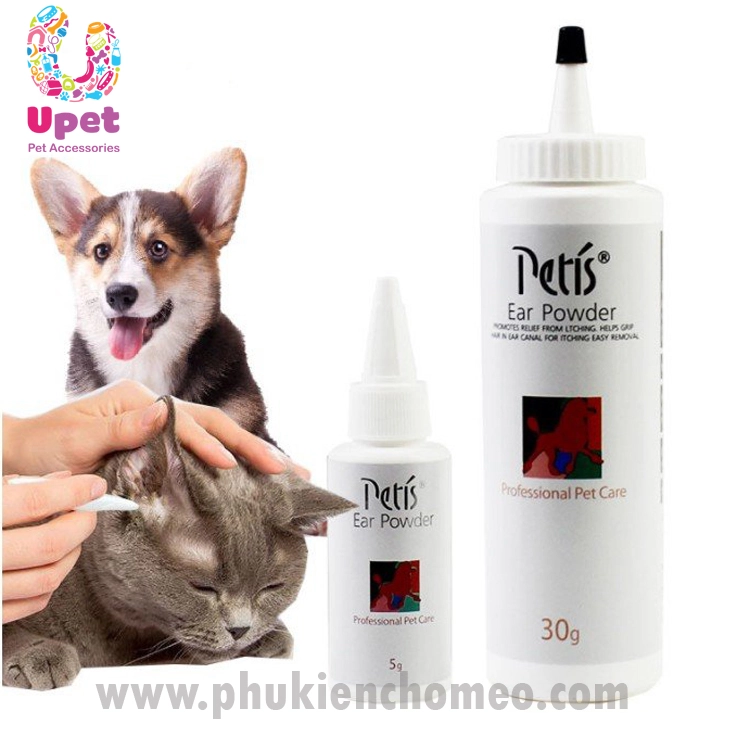 Upet
Pet Accessories
Petis®
Ear Powder
PROMOTES RELIEF FROM LTCHING. HELPS GRIP
HAIR IN EAR CANAL FOR ITCHING EASY REMOVAL
Professional Pet Care
30g
Petis®
Ear Powder
Professional Pet Care
5g
www.phukienchomeo.com